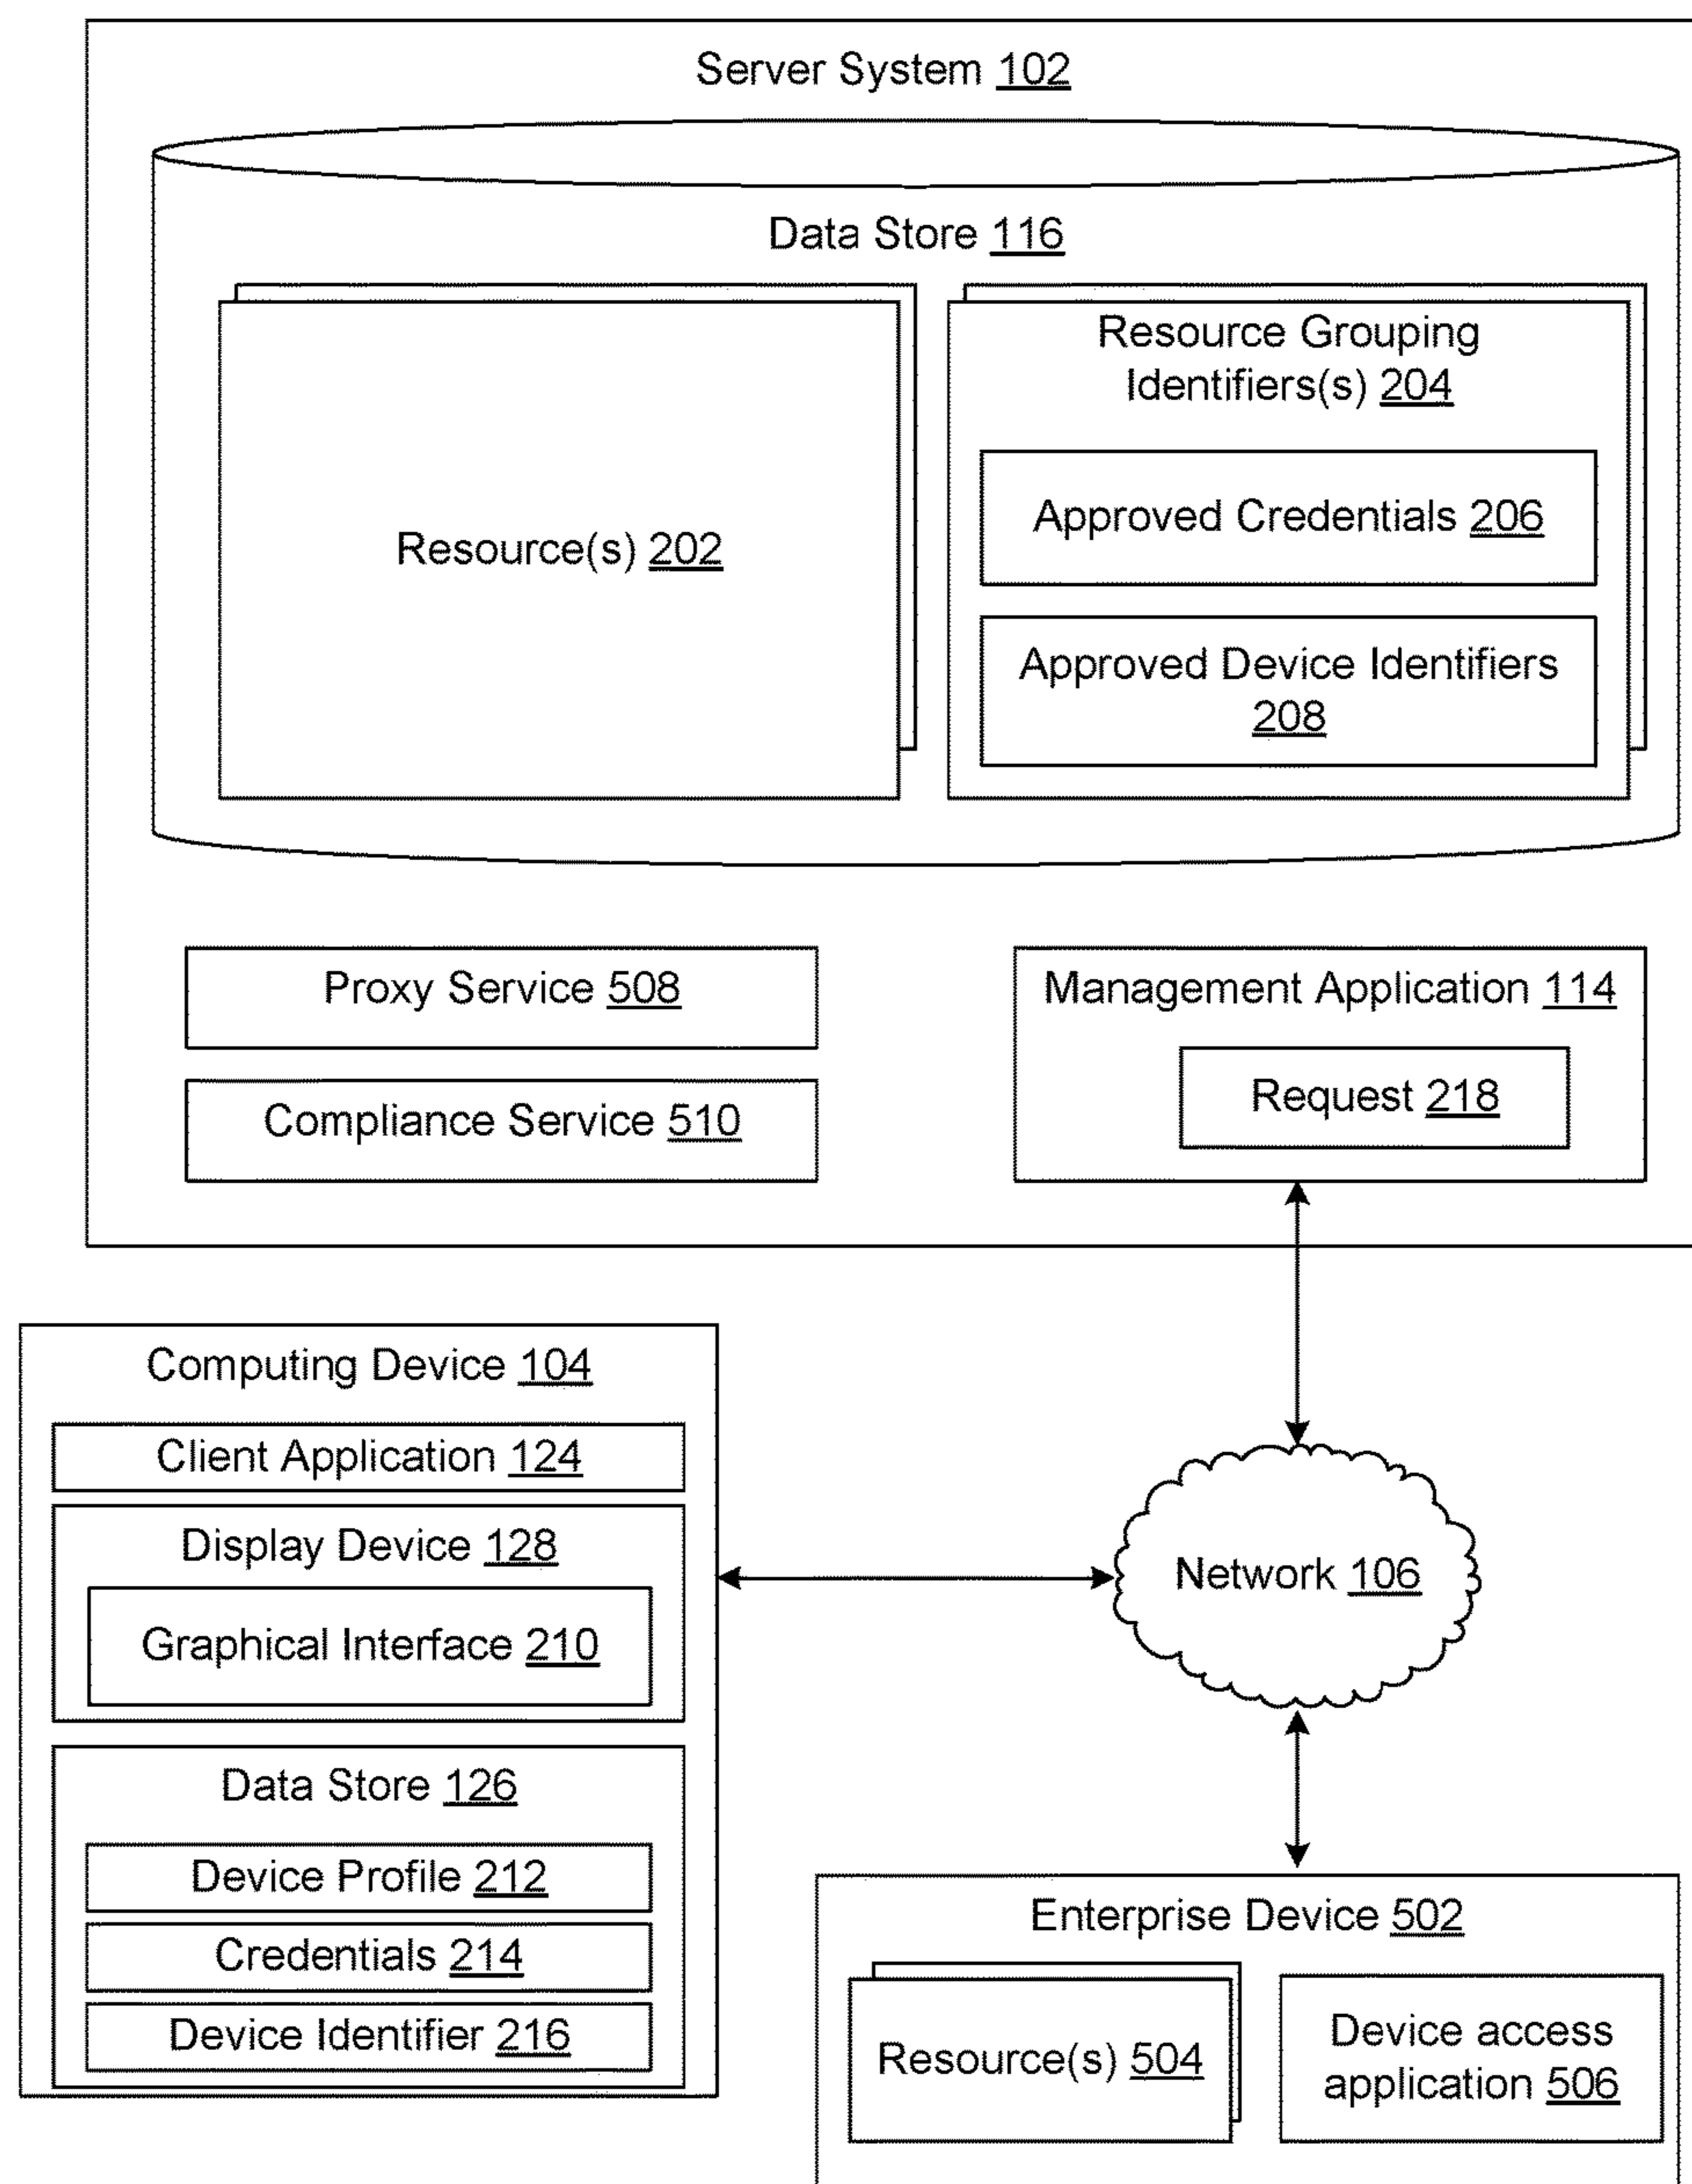 Server System 102
Data Store 116
Resource(s) 202
Resource Grouping
Identifiers(s) 204
Approved Credentials 206
Approved Device Identifiers
208
Proxy Service 508
Compliance Service 510
Management Application 114
Request 218
Computing Device 104
Client Application 124
Display Device 128
Graphical Interface 210
Data Store 126
Device Profile 212
Credentials 214
Device Identifier 216
Network 106
Enterprise Device 502
Resource(s) 504
Device access
application 506